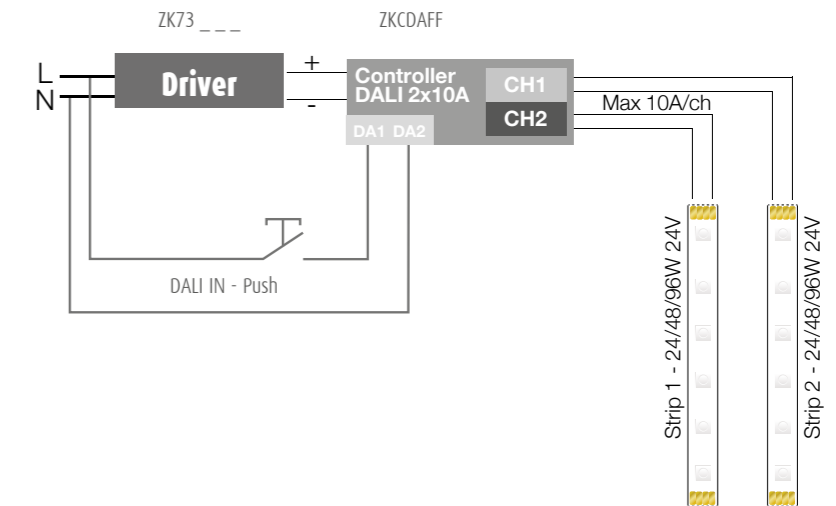 ZK73 _ _ _
ZKCDAFF
L
N
Driver
+
-
Controller
DALI 2x10A
CH1
CH2
DA1 DA2
Max 10A/ch
DALI IN - Push
Strip 1 - 24/48/96W 24V
Strip 2 - 24/48/96W 24V